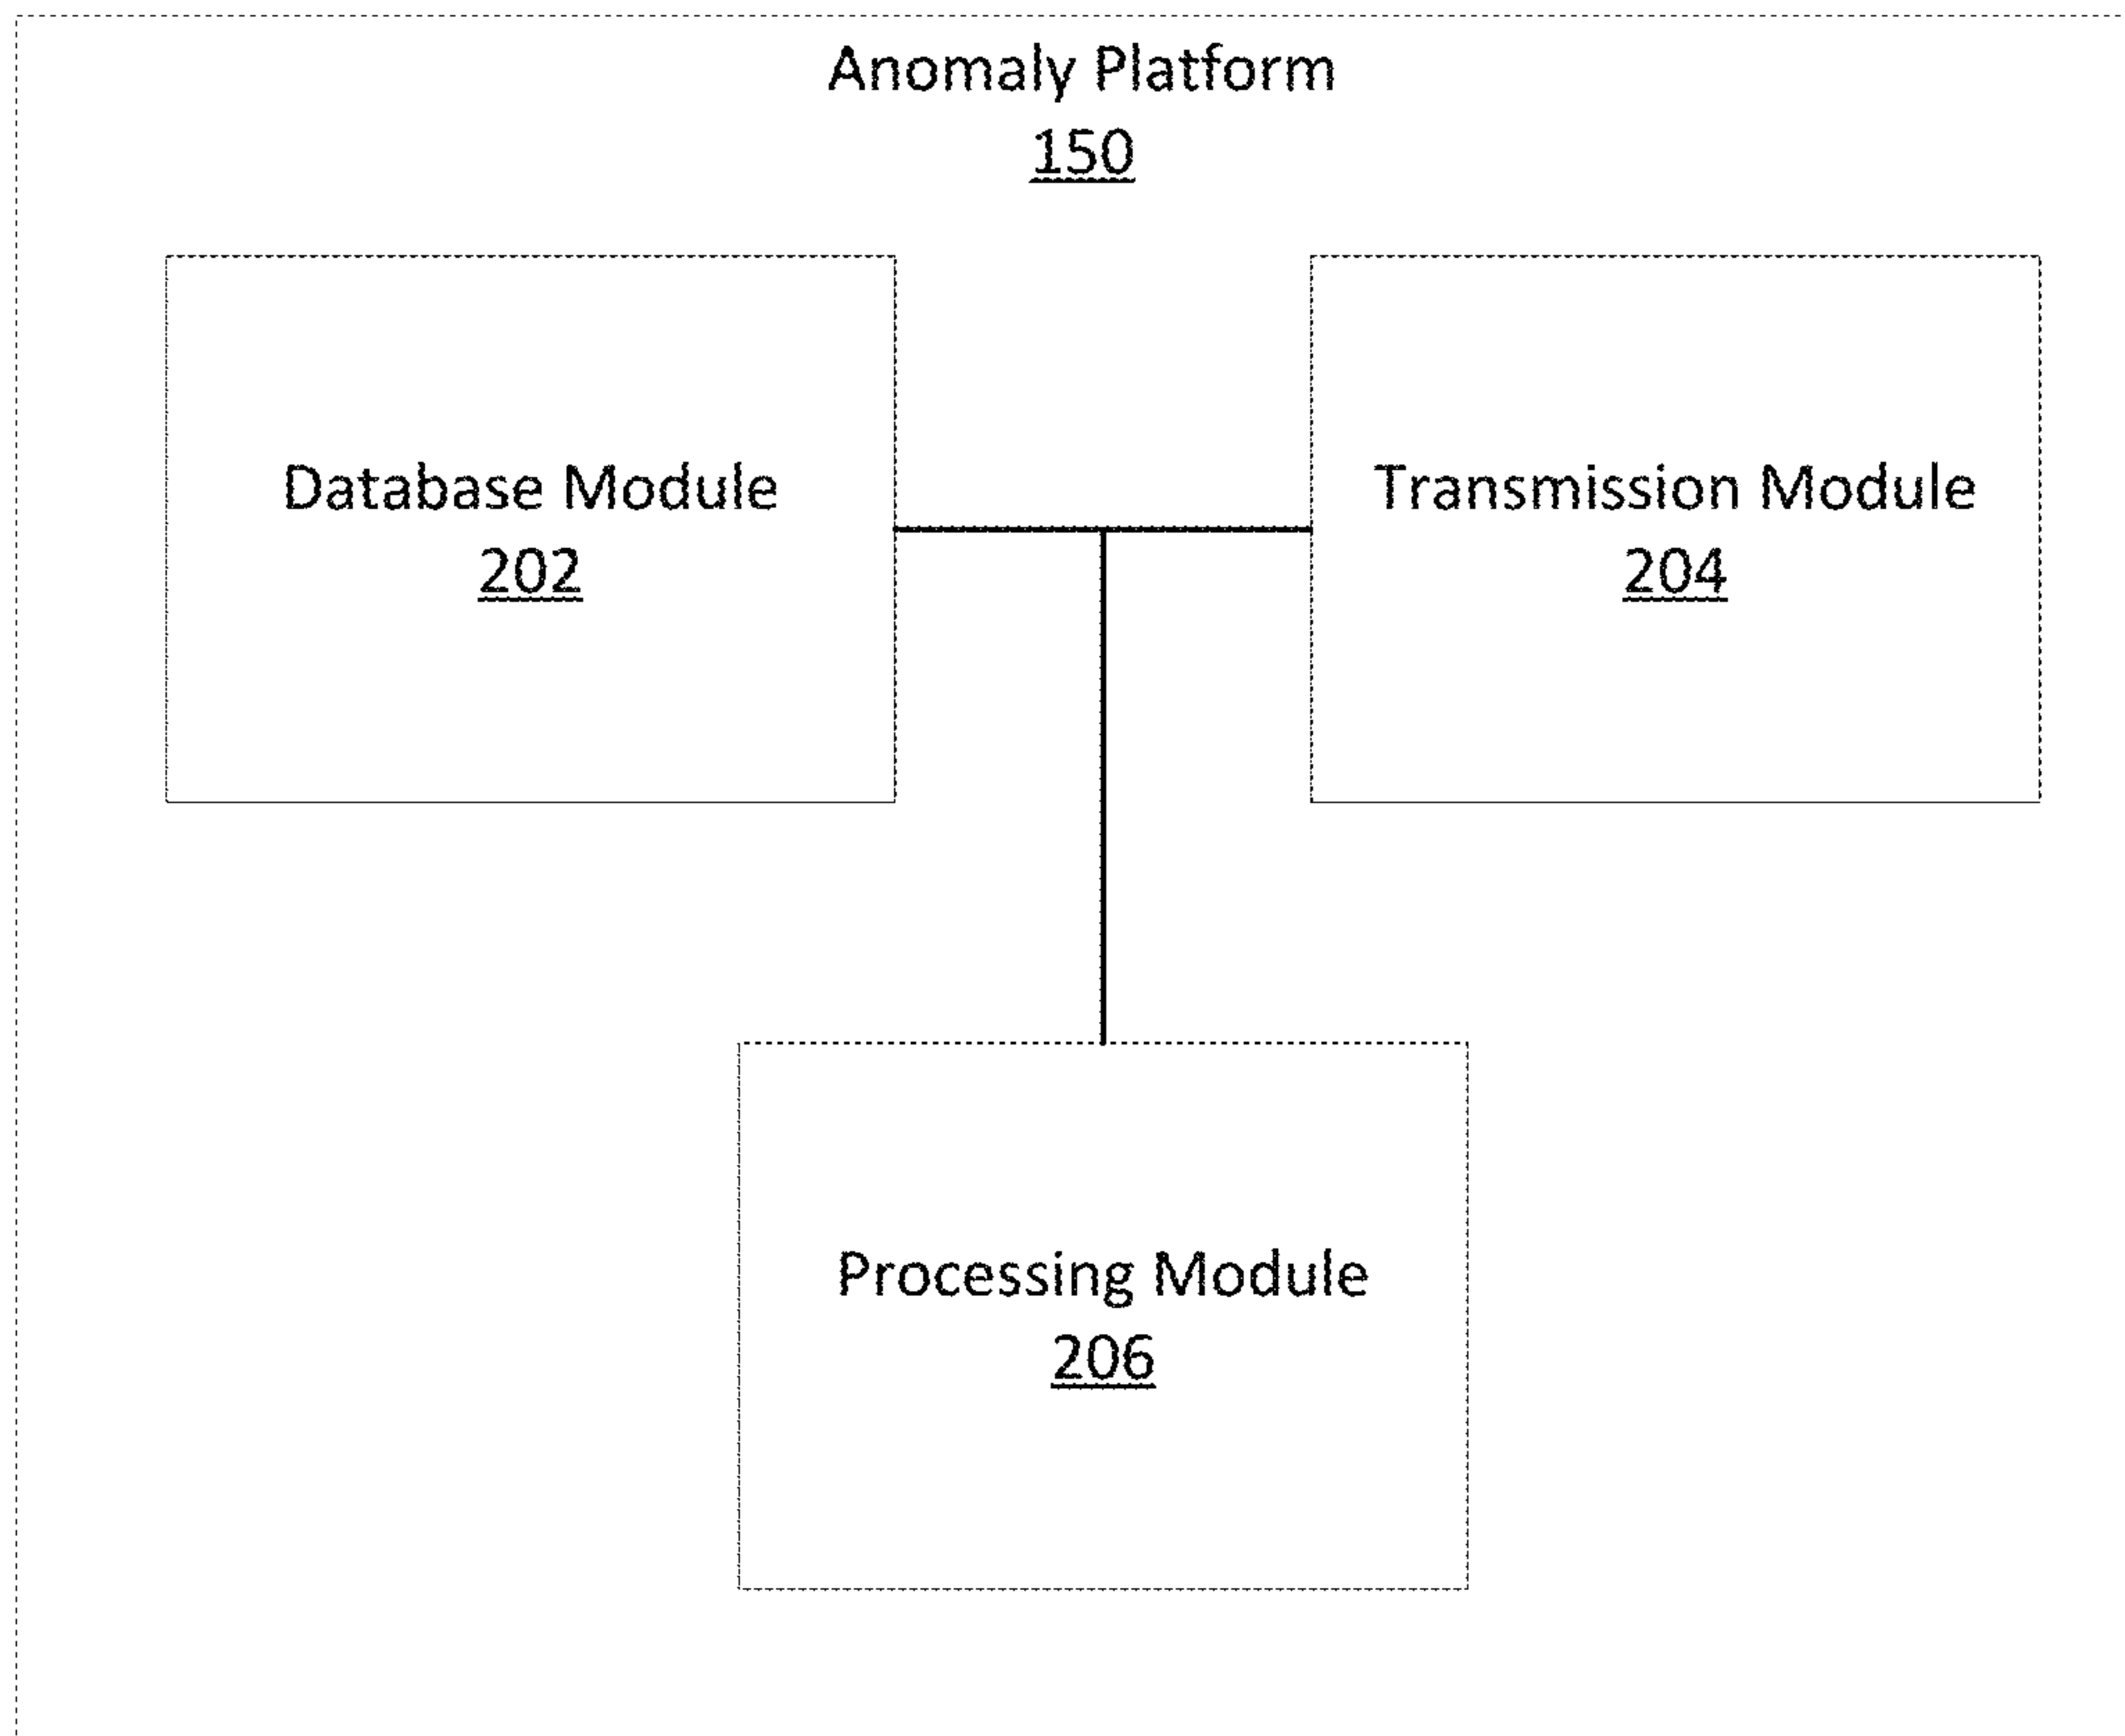 Anomaly Platform
150
Database Module
202
Transmission Module
204
Processing Module
206